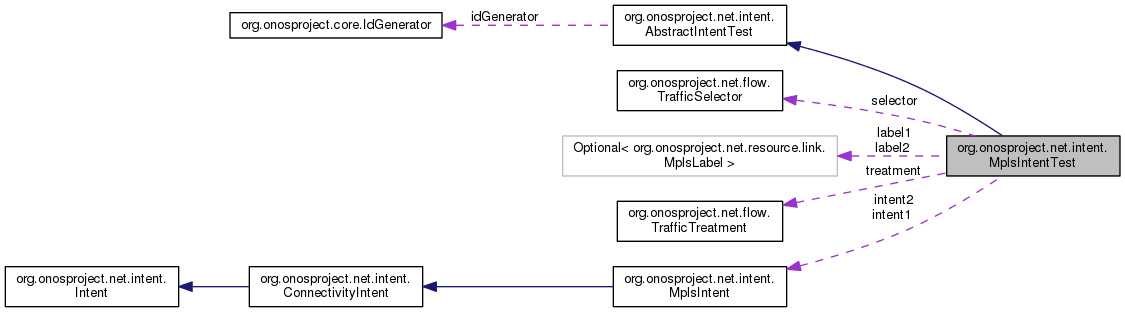 org.onosproject.core.IdGenerator
idGenerator
org.onosproject.net.intent.
AbstractIntentTest
org.onosproject.net.flow.
TrafficSelector
selector
Optional< org.onosproject.net.resource.link.
MplsLabel >
label1
label2
org.onosproject.net.intent.
MplsIntentTest
treatment
org.onosproject.net.flow.
TrafficTreatment
intent2
intent1
org.onosproject.net.intent.
Intent
org.onosproject.net.intent.
ConnectivityIntent
org.onosproject.net.intent.
MplsIntent